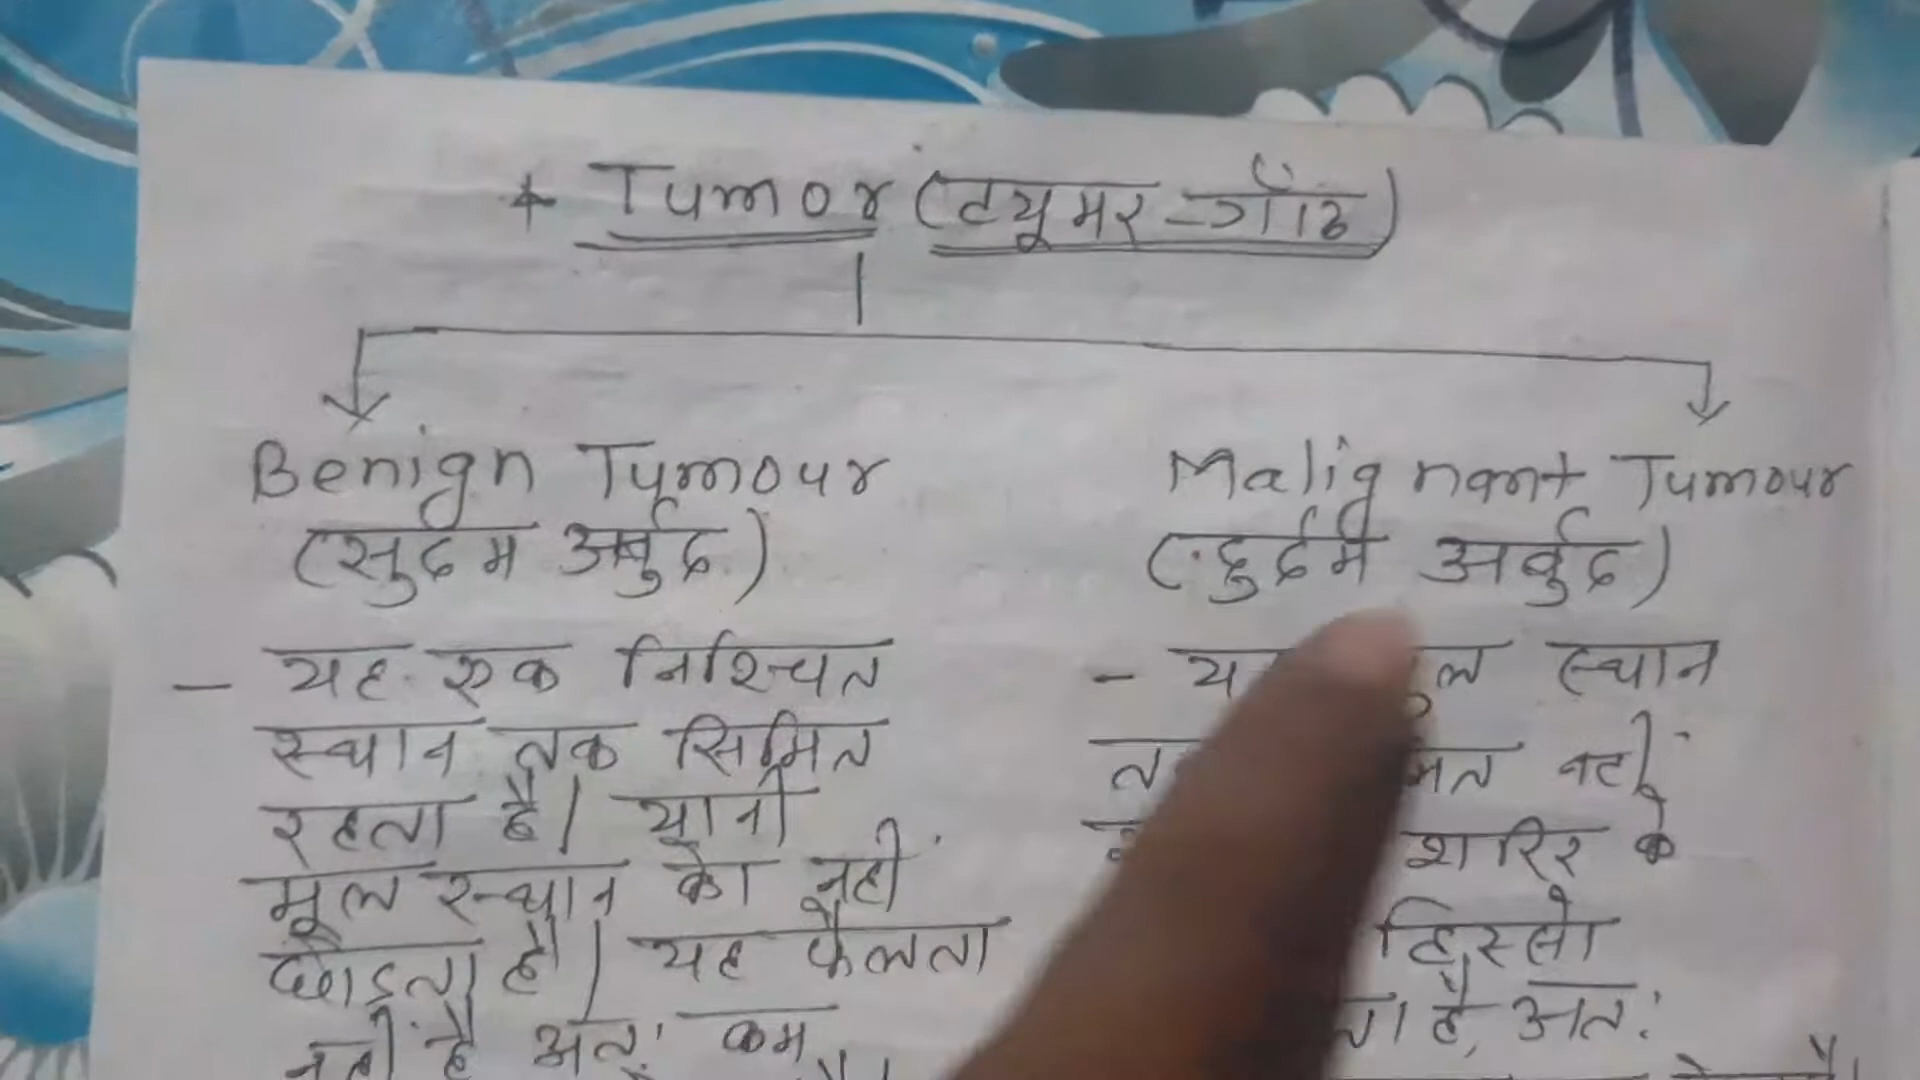 Tumor (ट्यूमर - गाँठ)
Benign Tumour
(सुदम अर्बुद)
- यह एक निश्चित
स्थान तक सिमित
रहता है। यानी
मूल स्थान को नही
छोड़ता है। यह फैलता
नही है अतः कम
Malignant Tumour
(दुर्दम अर्बुद)
- स्थान
नहीं
शरिर के
हिस्सो
है, अतः